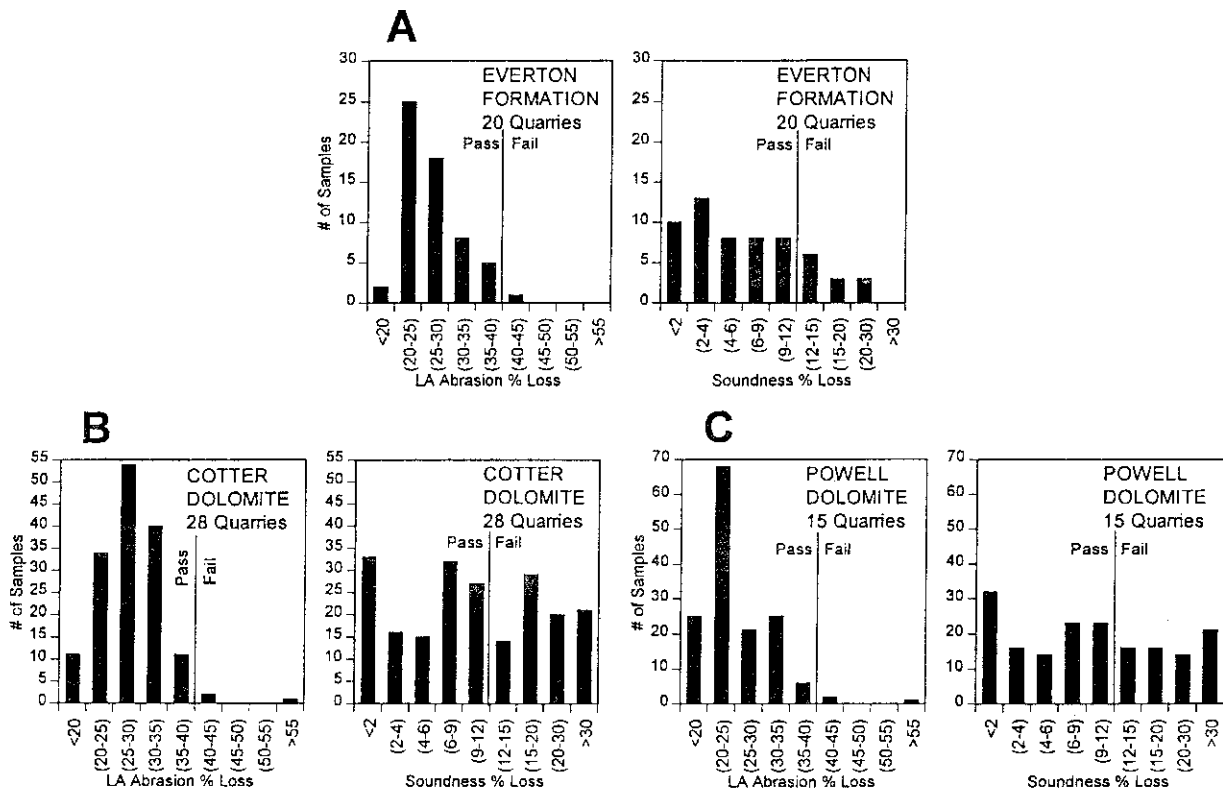 A
EVERTON
FORMATION
20 Quarries
Pass Fail
# of Samples
30
25
20
15
10
5
0
<20
(20-25)
(25-30)
(30-35)
(35-40)
(40-45)
(45-50)
(50-55)
>55
LA Abrasion % Loss
EVERTON
FORMATION
20 Quarries
Pass Fail
30
25
20
15
10
5
0
<2
(2-4)
(4-6)
(6-9)
(9-12)
(12-15)
(15-20)
(20-30)
>30
Soundness % Loss
B
COTTER
DOLOMITE
28 Quarries
Pass
Fail
# of Samples
55
50
45
40
35
30
25
20
15
10
5
0
<20
(20-25)
(25-30)
(30-35)
(35-40)
(40-45)
(45-50)
(50-55)
>55
LA Abrasion % Loss
COTTER
DOLOMITE
28 Quarries
Pass Fail
55
50
45
40
35
30
25
20
15
10
5
0
<2
(2-4)
(4-6)
(6-9)
(9-12)
(12-15)
(15-20)
(20-30)
>30
Soundness % Loss
C
POWELL
DOLOMITE
15 Quarries
Pass Fail
# of Samples
70
60
50
40
30
20
10
0
<20
(20-25)
(25-30)
(30-35)
(35-40)
(40-45)
(45-50)
(50-55)
>55
LA Abrasion % Loss
POWELL
DOLOMITE
15 Quarries
Pass Fail
70
60
50
40
30
20
10
0
<2
(2-4)
(4-6)
(6-9)
(9-12)
(12-15)
(15-20)
(20-30)
>30
Soundness % Loss